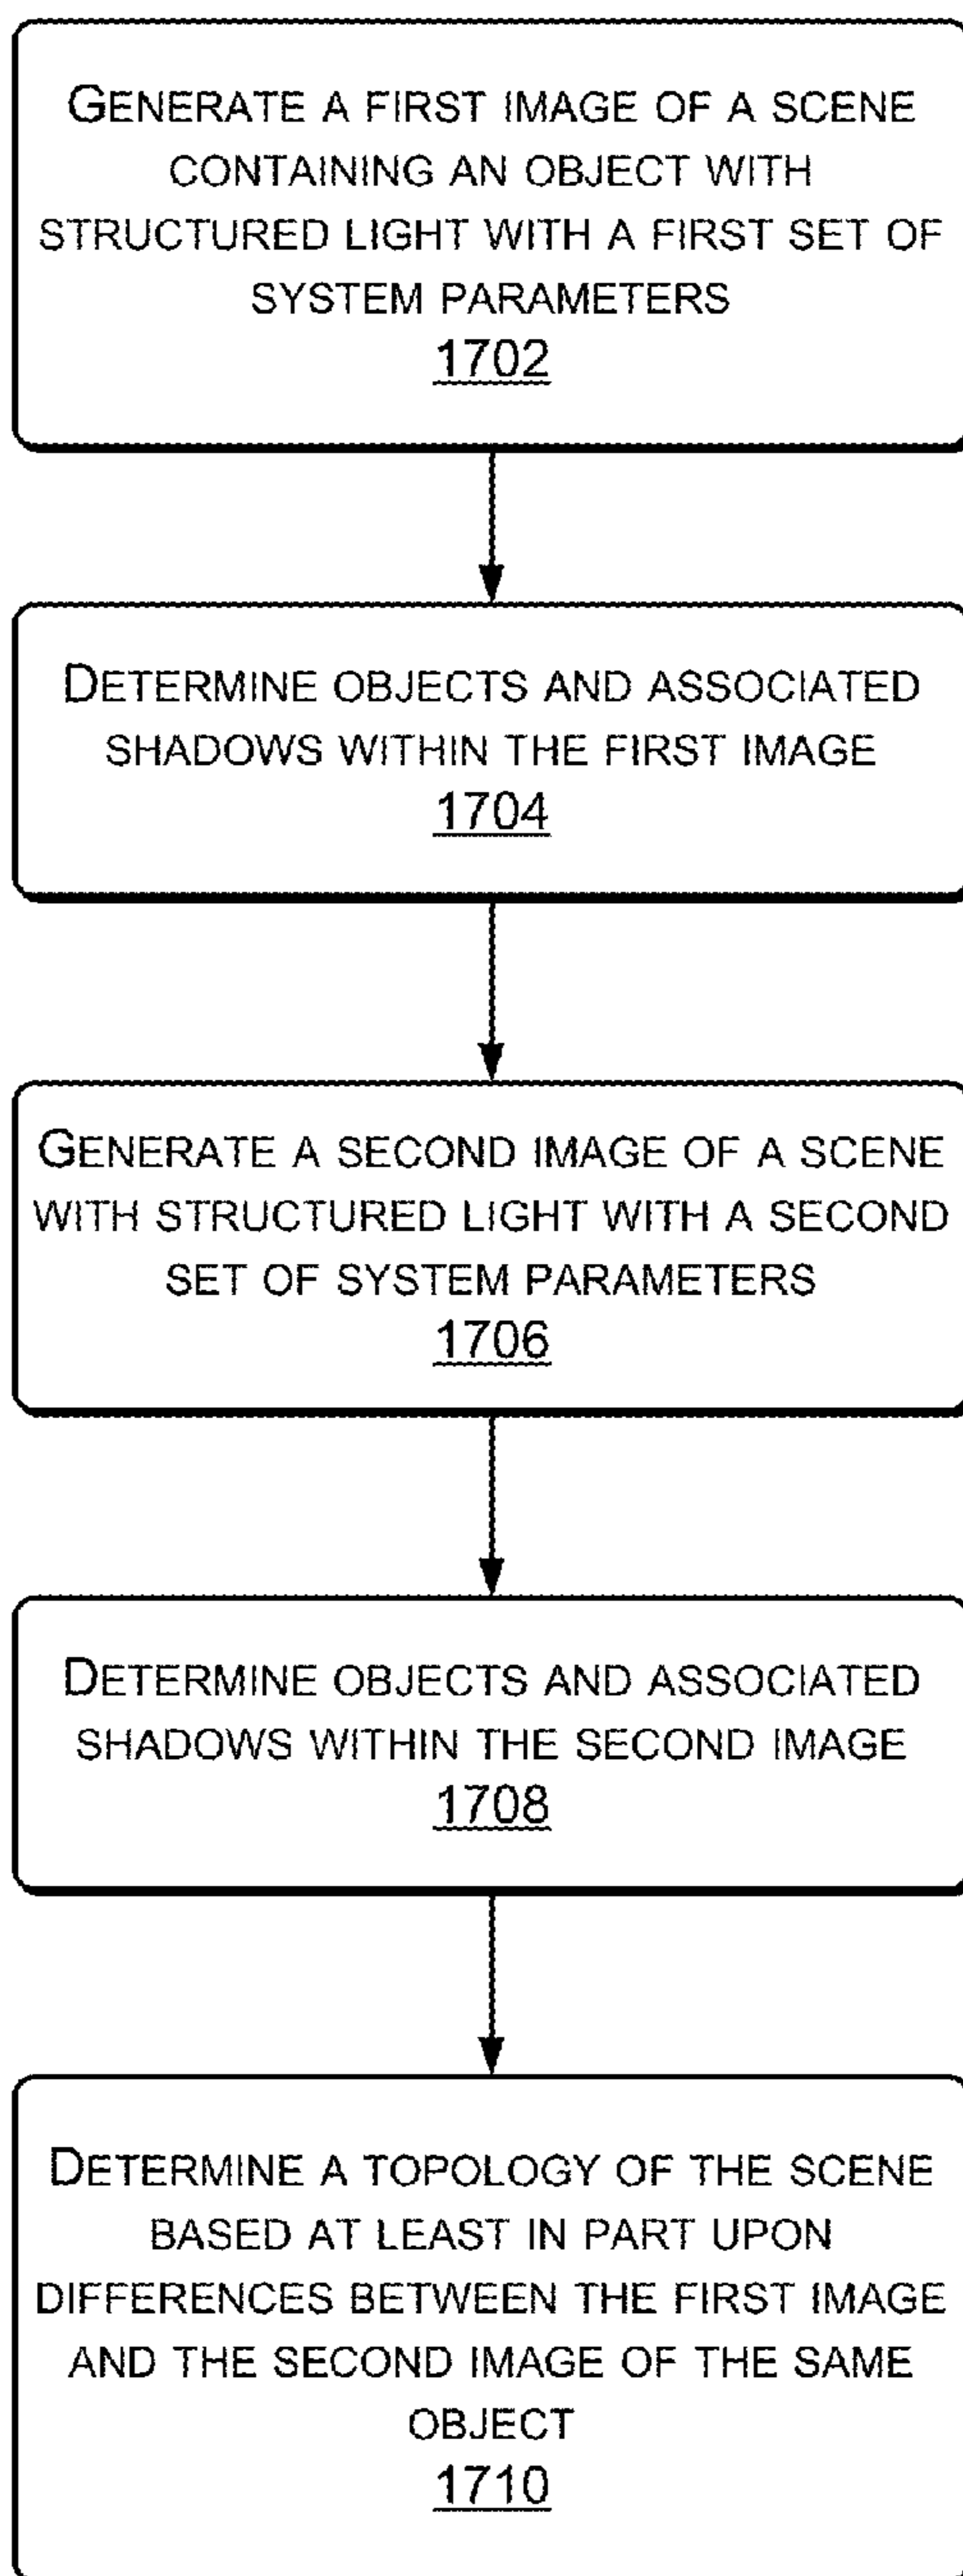 GENERATE A FIRST IMAGE OF A SCENE
CONTAINING AN OBJECT WITH
STRUCTURED LIGHT WITH A FIRST SET OF
SYSTEM PARAMETERS
1702
DETERMINE OBJECTS AND ASSOCIATED
SHADOWS WITHIN THE FIRST IMAGE
1704
GENERATE A SECOND IMAGE OF A SCENE
WITH STRUCTURED LIGHT WITH A SECOND
SET OF SYSTEM PARAMETERS
1706
DETERMINE OBJECTS AND ASSOCIATED
SHADOWS WITHIN THE SECOND IMAGE
1708
DETERMINE A TOPOLOGY OF THE SCENE
BASED AT LEAST IN PART UPON
DIFFERENCES BETWEEN THE FIRST IMAGE
AND THE SECOND IMAGE OF THE SAME
OBJECT
1710